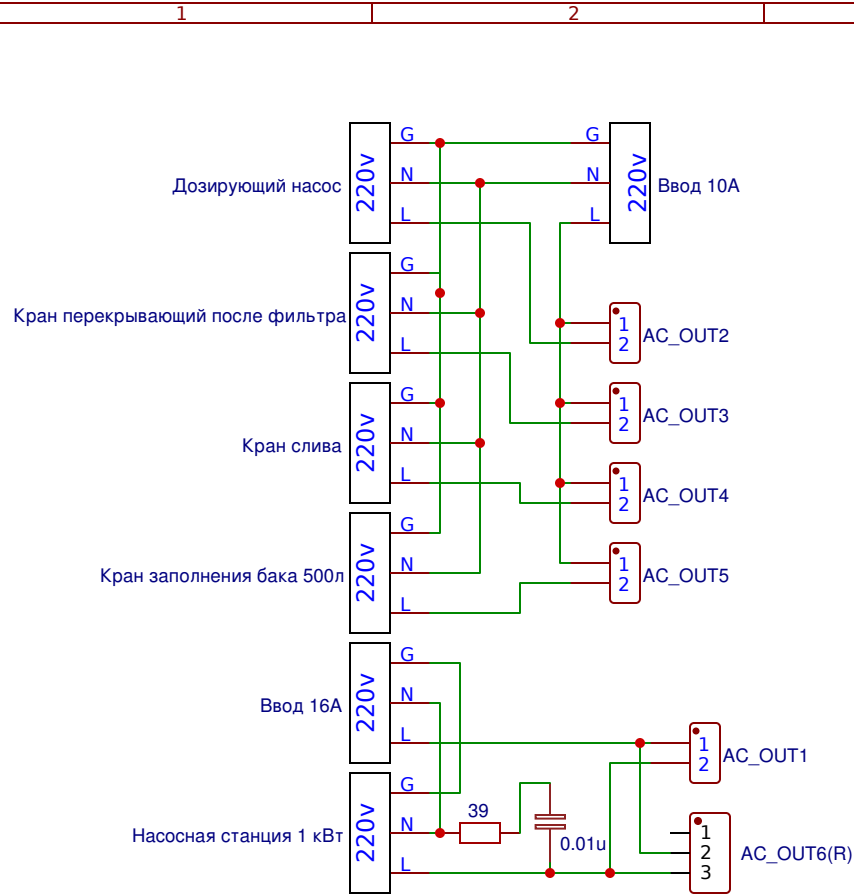 1
2
G
N
L
220v
Дозирующий насос
G
N
L
220v
Ввод 10А
G
N
L
220v
Кран перекрывающий после фильтра
1
2
AC_OUT2
G
N
L
220v
Кран слива
1
2
AC_OUT3
1
2
AC_OUT4
G
N
L
220v
Кран заполнения бака 500л
1
2
AC_OUT5
G
N
L
220v
Ввод 16А
1
2
AC_OUT1
G
N
L
220v
Насосная станция 1 кВт
39
0.01u
1
2
3
AC_OUT6(R)